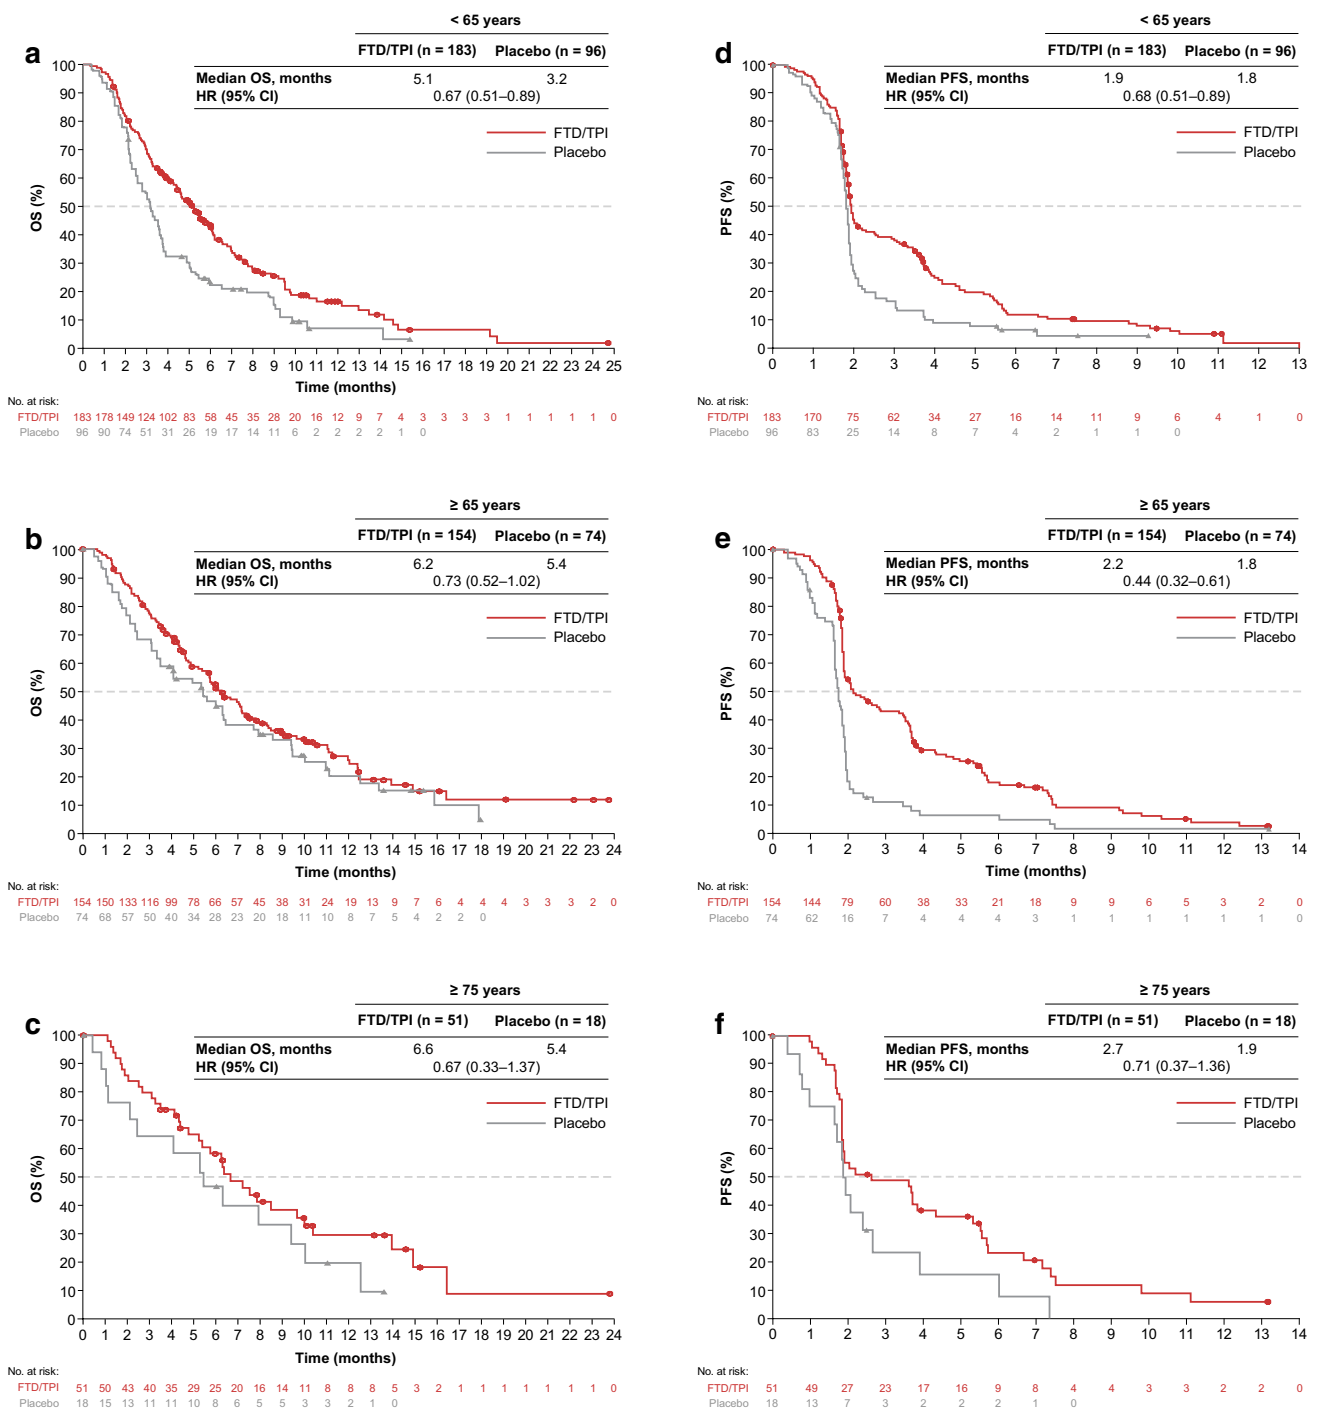 a
< 65 years
FTD/TPI (n = 183) Placebo (n = 96)
Median OS, months 5.1 3.2
HR (95% CI) 0.67 (0.51–0.89)
FTD/TPI
Placebo
OS (%)
100
90
80
70
60
50
40
30
20
10
0
0 1 2 3 4 5 6 7 8 9 10 11 12 13 14 15 16 17 18 19 20 21 22 23 24 25
Time (months)
No. at risk:
FTD/TPI 183 178 149 124 102 83 58 45 35 28 20 16 12 9 7 4 3 3 3 3 1 1 1 1 1 0
Placebo 96 90 74 51 31 26 19 17 14 11 6 2 2 2 2 1 0
d
< 65 years
FTD/TPI (n = 183) Placebo (n = 96)
Median PFS, months 1.9 1.8
HR (95% CI) 0.68 (0.51–0.89)
FTD/TPI
Placebo
PFS (%)
100
90
80
70
60
50
40
30
20
10
0
0 1 2 3 4 5 6 7 8 9 10 11 12 13
No. at risk:
FTD/TPI 183 170 75 62 34 27 16 14 11 9 6 4 1 0
Placebo 96 83 25 14 8 7 4 2 1 1 0
b
≥ 65 years
FTD/TPI (n = 154) Placebo (n = 74)
Median OS, months 6.2 5.4
HR (95% CI) 0.73 (0.52–1.02)
FTD/TPI
Placebo
OS (%)
100
90
80
70
60
50
40
30
20
10
0
0 1 2 3 4 5 6 7 8 9 10 11 12 13 14 15 16 17 18 19 20 21 22 23 24
Time (months)
No. at risk:
FTD/TPI 154 150 133 116 99 78 66 57 45 38 31 24 19 13 9 7 6 4 4 4 3 3 3 2 0
Placebo 74 68 57 50 40 34 28 23 20 18 11 10 8 7 5 4 2 2 0
e
≥ 65 years
FTD/TPI (n = 154) Placebo (n = 74)
Median PFS, months 2.2 1.8
HR (95% CI) 0.44 (0.32–0.61)
FTD/TPI
Placebo
PFS (%)
100
90
80
70
60
50
40
30
20
10
0
0 1 2 3 4 5 6 7 8 9 10 11 12 13 14
Time (months)
No. at risk:
FTD/TPI 154 144 79 60 38 33 21 18 9 9 6 5 3 2 0
Placebo 74 62 16 7 4 4 4 3 1 1 1 1 1 1 0
c
≥ 75 years
FTD/TPI (n = 51) Placebo (n = 18)
Median OS, months 6.6 5.4
HR (95% CI) 0.67 (0.33–1.37)
FTD/TPI
Placebo
OS (%)
100
90
80
70
60
50
40
30
20
10
0
0 1 2 3 4 5 6 7 8 9 10 11 12 13 14 15 16 17 18 19 20 21 22 23 24
Time (months)
No. at risk:
FTD/TPI 51 50 43 40 35 29 25 20 16 14 11 8 8 8 5 3 2 1 1 1 1 1 1 1 0
Placebo 18 15 13 11 11 10 8 6 5 5 3 3 2 1 0
f
≥ 75 years
FTD/TPI (n = 51) Placebo (n = 18)
Median PFS, months 2.7 1.9
HR (95% CI) 0.71 (0.37–1.36)
FTD/TPI
Placebo
PFS (%)
100
90
80
70
60
50
40
30
20
10
0
0 1 2 3 4 5 6 7 8 9 10 11 12 13 14
No. at risk:
FTD/TPI 51 49 27 23 17 16 9 8 4 4 3 3 2 2 0
Placebo 18 13 7 3 2 2 2 1 0